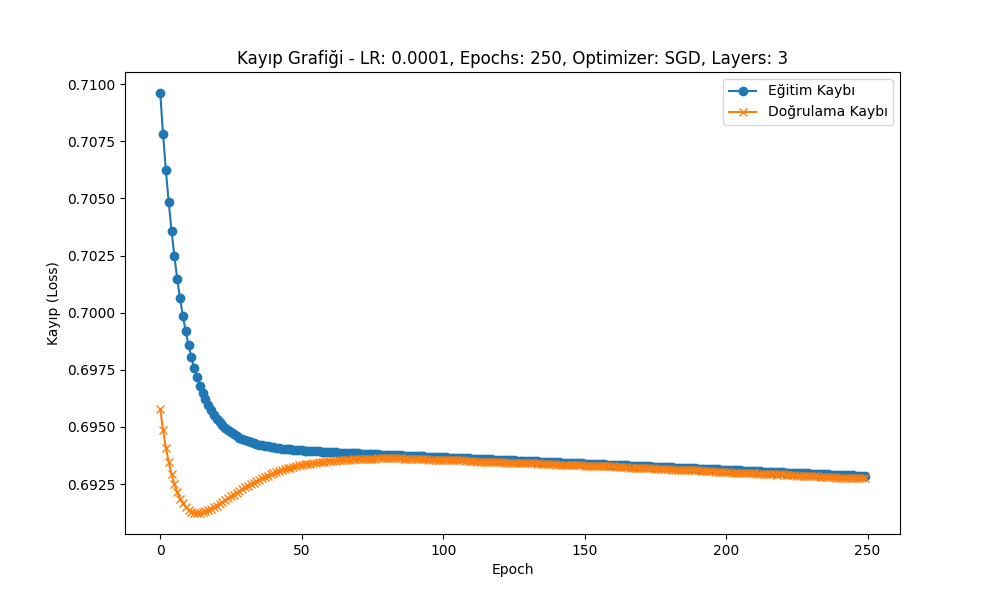 Kayıp Grafiği - LR: 0.0001, Epochs: 250, Optimizer: SGD, Layers: 3
Eğitim Kaybı
Doğrulama Kaybı
Kayıp (Loss)
0.7100
0.7075
0.7050
0.7025
0.7000
0.6975
0.6950
0.6925
0 50 100 150 200 250
Epoch